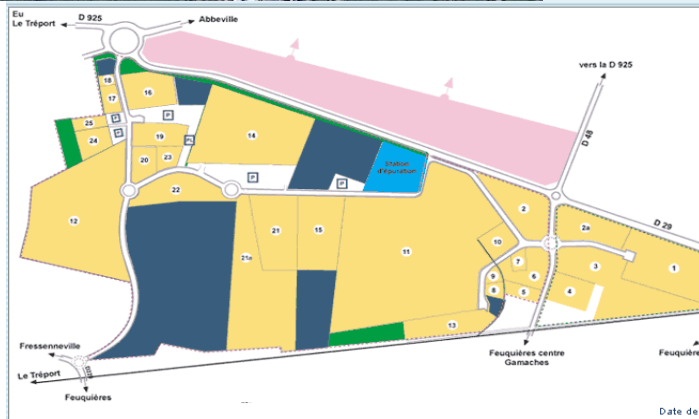 Eu
Le Tréport
D 925
Abbeville
vers la D 925
D 48
D 29
18
17
16
P
P
14
25
24
19
PL
20
23
22
P
P
Station
d'épuration
12
21a
21
15
11
2
2a
10
7
6
9
8
5
3
4
1
13
Fressenneville
Le Tréport
Feuquières
Feuquières centre
Gamaches
Feuquière
Date de